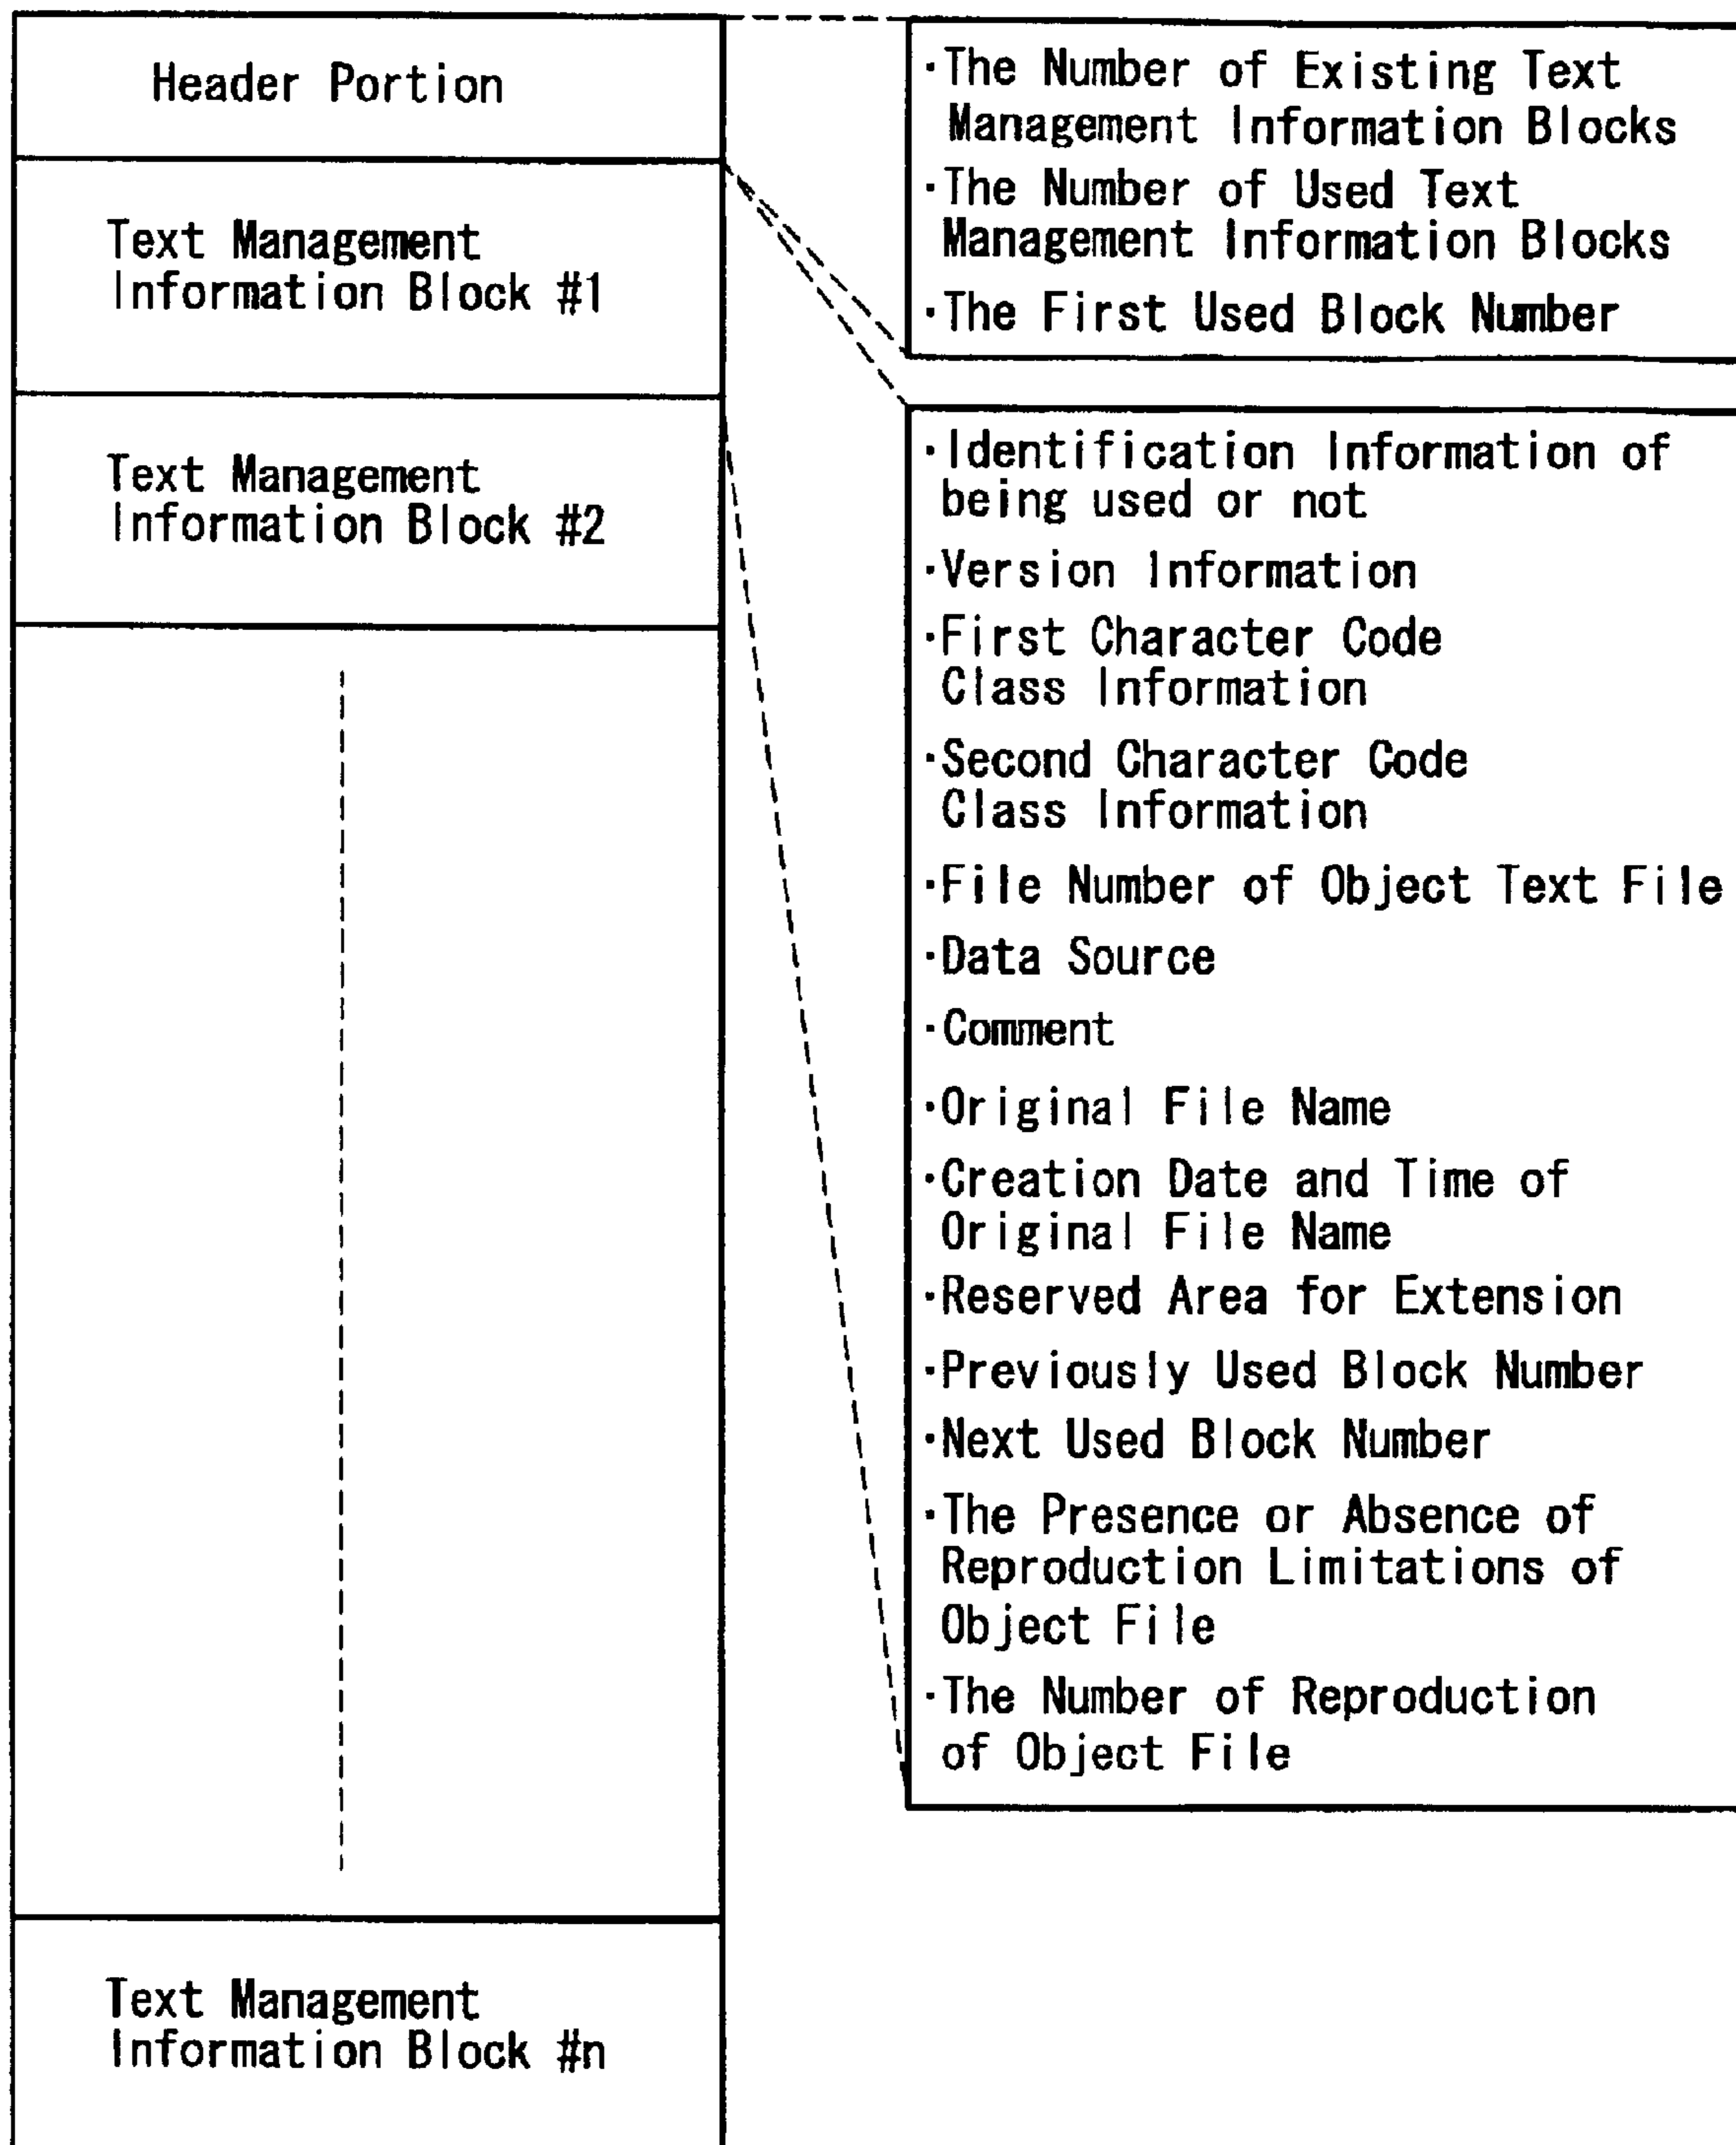 Header Portion
Text Management
Information Block #1
Text Management
Information Block #2
Text Management
Information Block #n
·The Number of Existing Text
Management Information Blocks
·The Number of Used Text
Management Information Blocks
·The First Used Block Number
·Identification Information of
being used or not
·Version Information
·First Character Code
Class Information
·Second Character Code
Class Information
·File Number of Object Text File
·Data Source
·Comment
·Original File Name
·Creation Date and Time of
Original File Name
·Reserved Area for Extension
·Previously Used Block Number
·Next Used Block Number
·The Presence or Absence of
Reproduction Limitations of
Object File
·The Number of Reproduction
of Object File